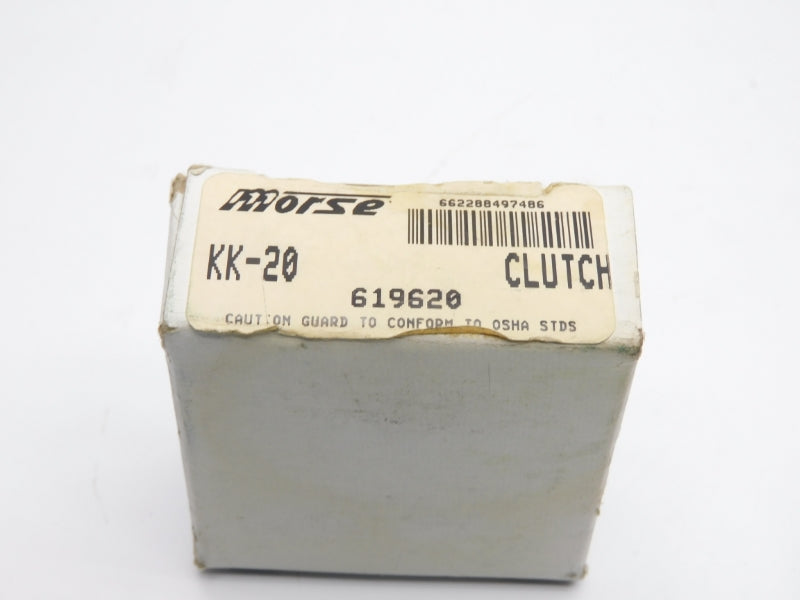 morse
662288497486
KK-20
CLUTCH
619620
CAUTION GUARD TO CONFORM TO OSHA STDS